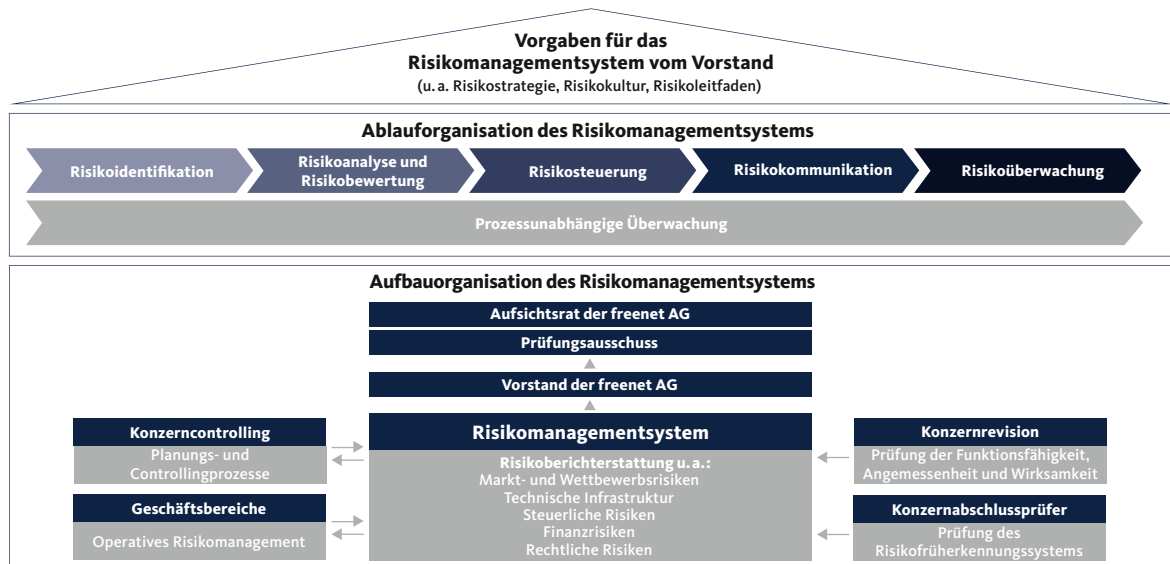 Vorgaben für das
Risikomanagementsystem vom Vorstand
(u. a. Risikostrategie, Risikokultur, Risikoleitfaden)
Ablauforganisation des Risikomanagementsystems
Risikoidentifikation
Risikoanalyse und
Risikobewertung
Risikosteuerung
Risikokommunikation
Risikoüberwachung
Prozessunabhängige Überwachung
Aufbauorganisation des Risikomanagementsystems
Aufsichtsrat der freenet AG
Prüfungsausschuss
Vorstand der freenet AG
Konzerncontrolling
Planungs- und
Controllingprozesse
Geschäftsbereiche
Operatives Risikomanagement
Risikomanagementsystem
Risikoberichterstattung u. a.:
Markt- und Wettbewerbsrisiken
Technische Infrastruktur
Steuerliche Risiken
Finanzrisiken
Rechtliche Risiken
Konzernrevision
Prüfung der Funktionsfähigkeit,
Angemessenheit und Wirksamkeit
Konzernabschlussprüfer
Prüfung des
Risikofrüherkennungssystems